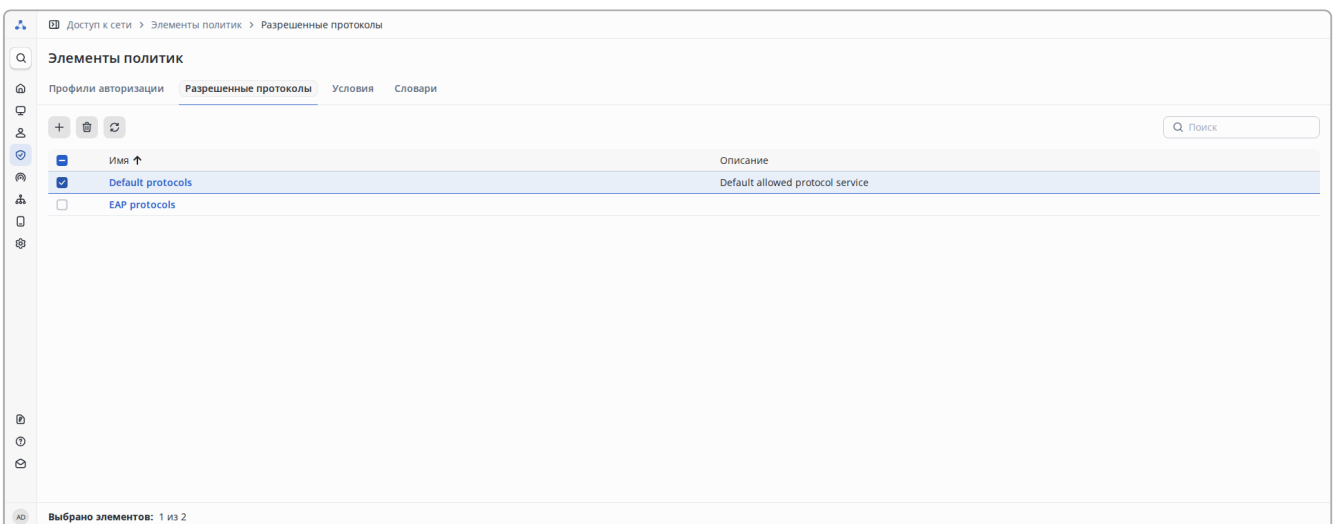 Доступ к сети > Элементы политик > Разрешенные протоколы
Элементы политик
Профили авторизации Разрешенные протоколы Условия Словари
Поиск
Имя ↑ Описание
Default protocols Default allowed protocol service
EAP protocols
AD Выбрано элементов: 1 из 2